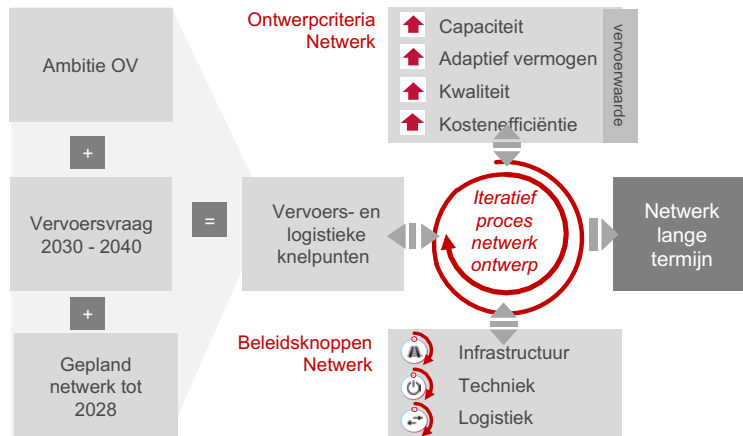 Ambitie OV
+
Vervoersvraag
2030 - 2040
+
Gepland
netwerk tot
2028
=
Vervoers- en
logistieke
knelpunten
Ontwerpcriteria
Netwerk
Capaciteit
Adaptief vermogen
Kwaliteit
Kostenefficiëntie
vervoerwaarde
Iteratief
proces
netwerk
ontwerp
Beleidsknoppen
Netwerk
Infrastructuur
Techniek
Logistiek
Netwerk
lange
termijn